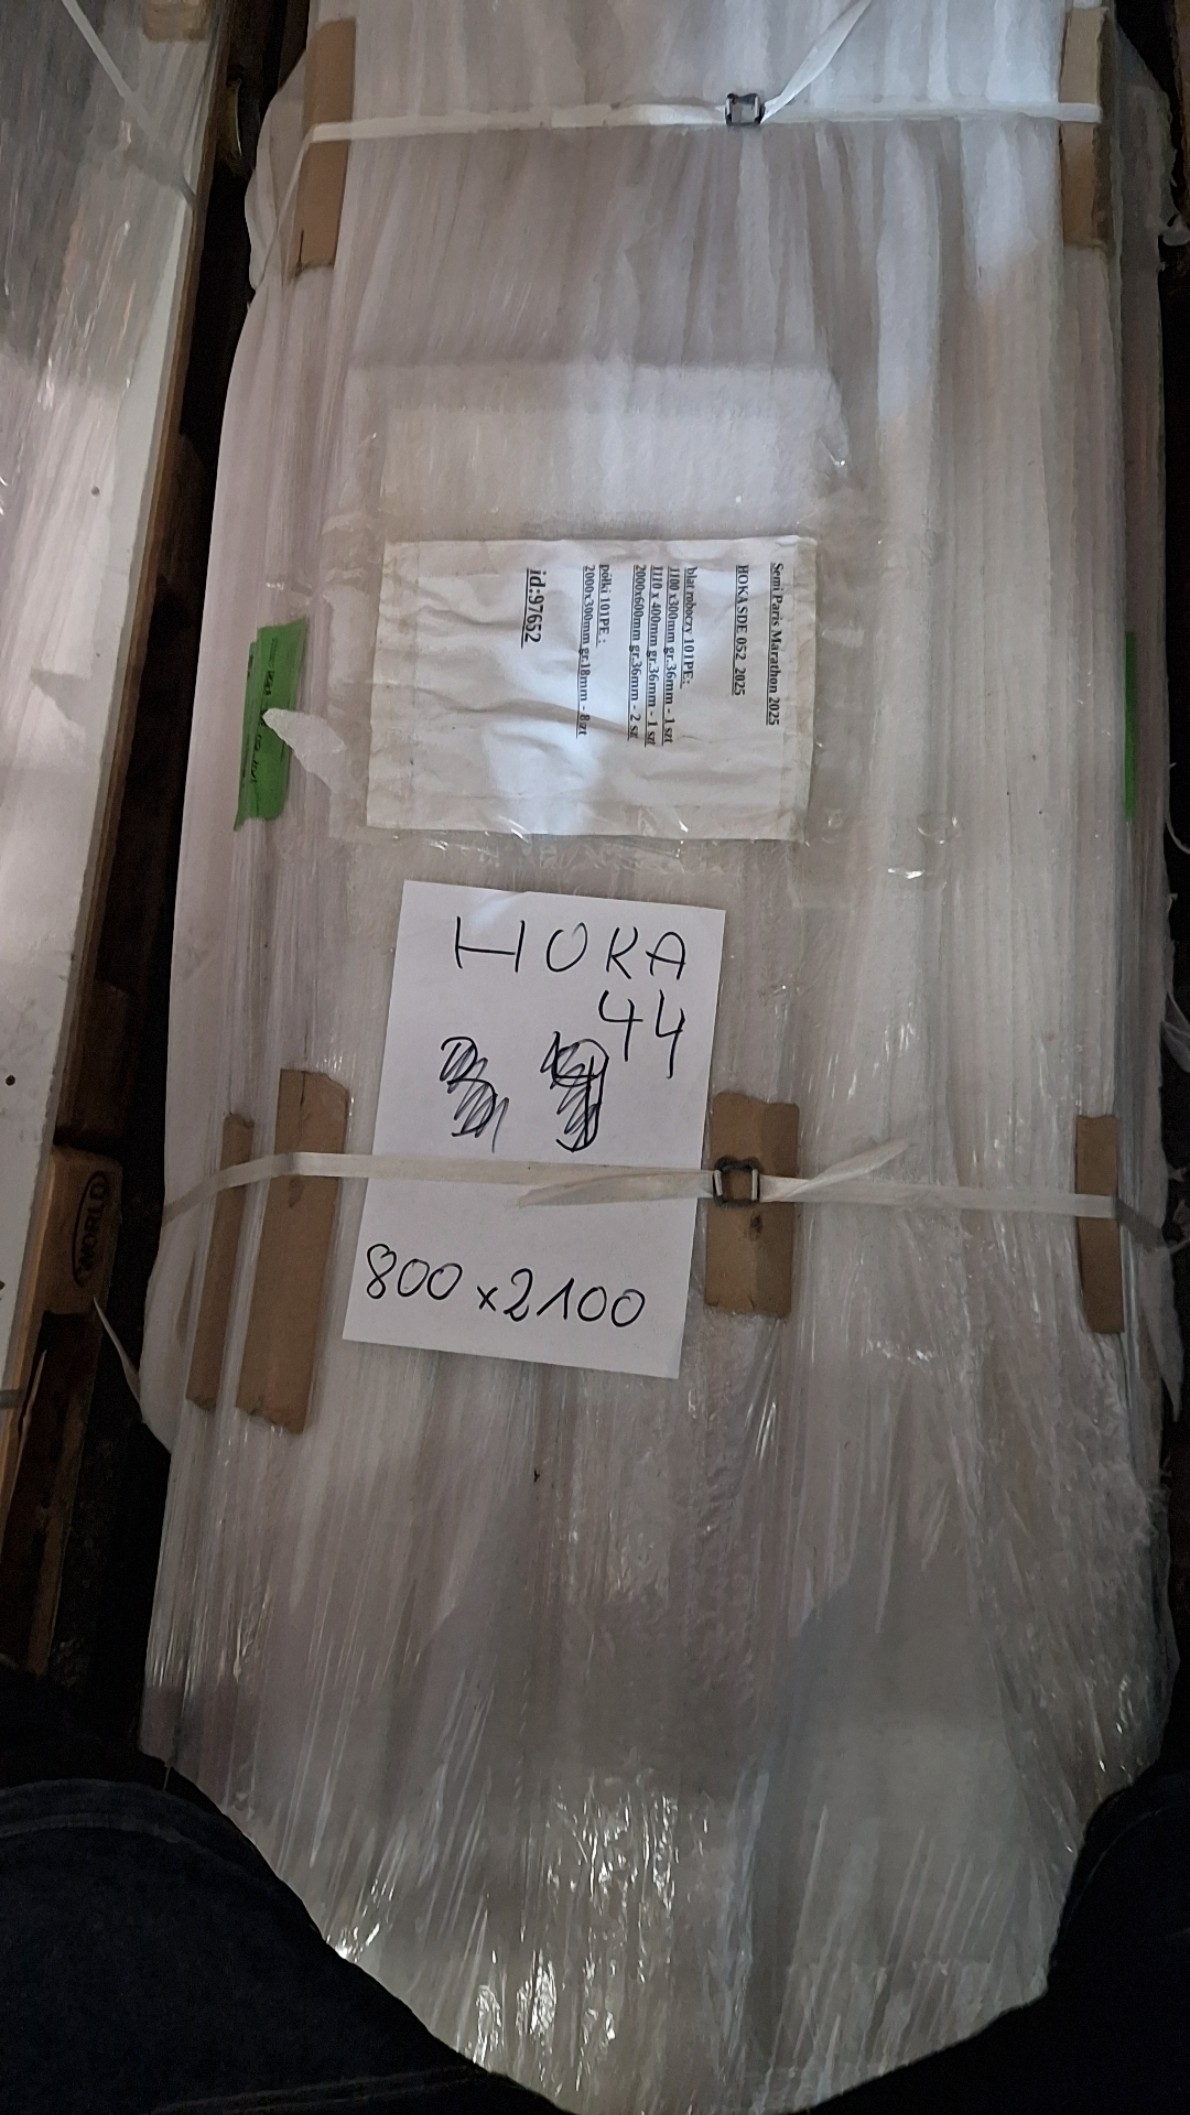 Semi Paris Marathon 2025
HOKA SDE 052 2025
blat roboczy 101PE:
1100 x300mm gr.36mm - 1 szt
1110 x 400mm gr.36mm - 1 szt
2000x600mm gr.36mm - 2 szt
półki 101PE :
2000x300mm gr.18mm - 8 szt
id:97652
HOKA
44
800 x 2100
WORLD